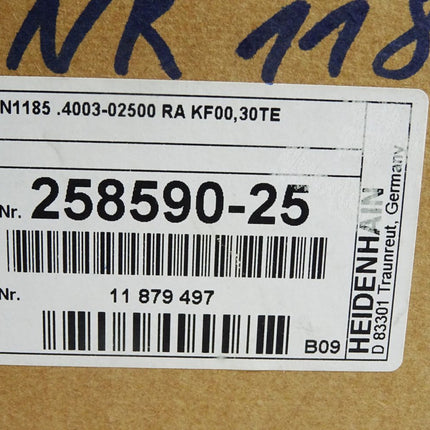 NR 118
N1185 .4003-02500 RA KF00,30TE
Nr. 258590-25
Nr. 11 879 497
B09
HEIDENHAIN
D 83301 Traunreut, Germany